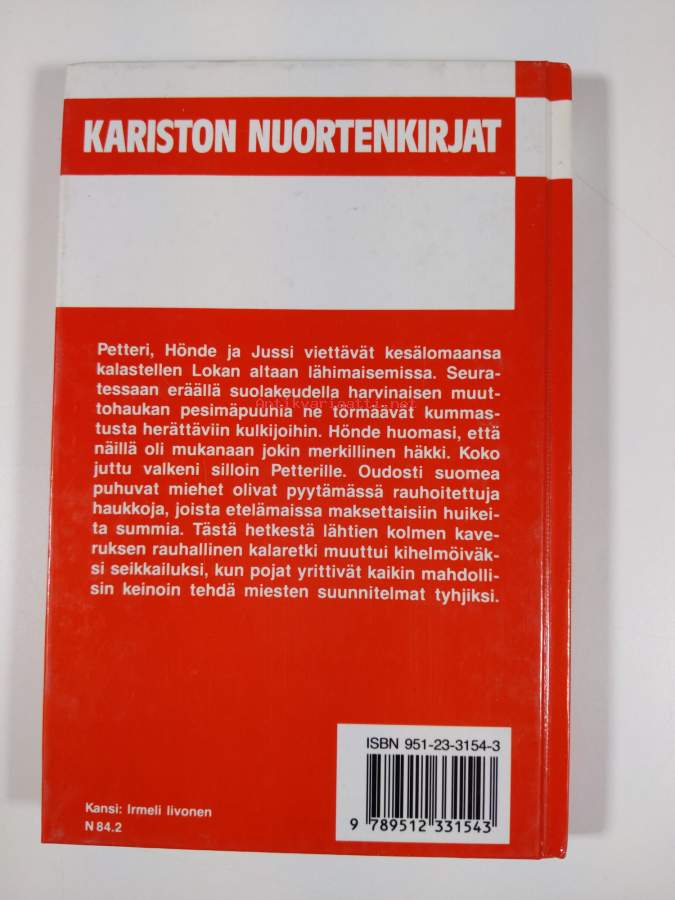 KARISTON NUORTENKIRJAT
Petteri, Hönde ja Jussi viettävät kesälomaansa
kalastellen Lokan altaan lähimaisemissa. Seura-
tessaan eräällä suolakeudella harvinaisen muut-
tohaukan pesimäpuuhia ne törmäävät kummas-
antikvariaatti.net
tusta herättäviin kulkijoihin. Hönde huomasi, että
näillä oli mukanaan jokin merkillinen häkki. Koko
juttu valkeni silloin Petterille. Oudosti suomea
puhuvat miehet olivat pyytämässä rauhoitettuja
haukkoja, joista etelämaissa maksettaisiin huikei-
ta summia. Tästä hetkestä lähtien kolmen kave-
ruksen rauhallinen kalaretki muuttui kihelmöiväk-
si seikkailuksi, kun pojat yrittivät kaikin mahdolli-
sin keinoin tehdä miesten suunnitelmat tyhjiksi.
ISBN 951-23-3154-3
9 789512 331543
Kansi: Irmeli Iivonen
N 84.2